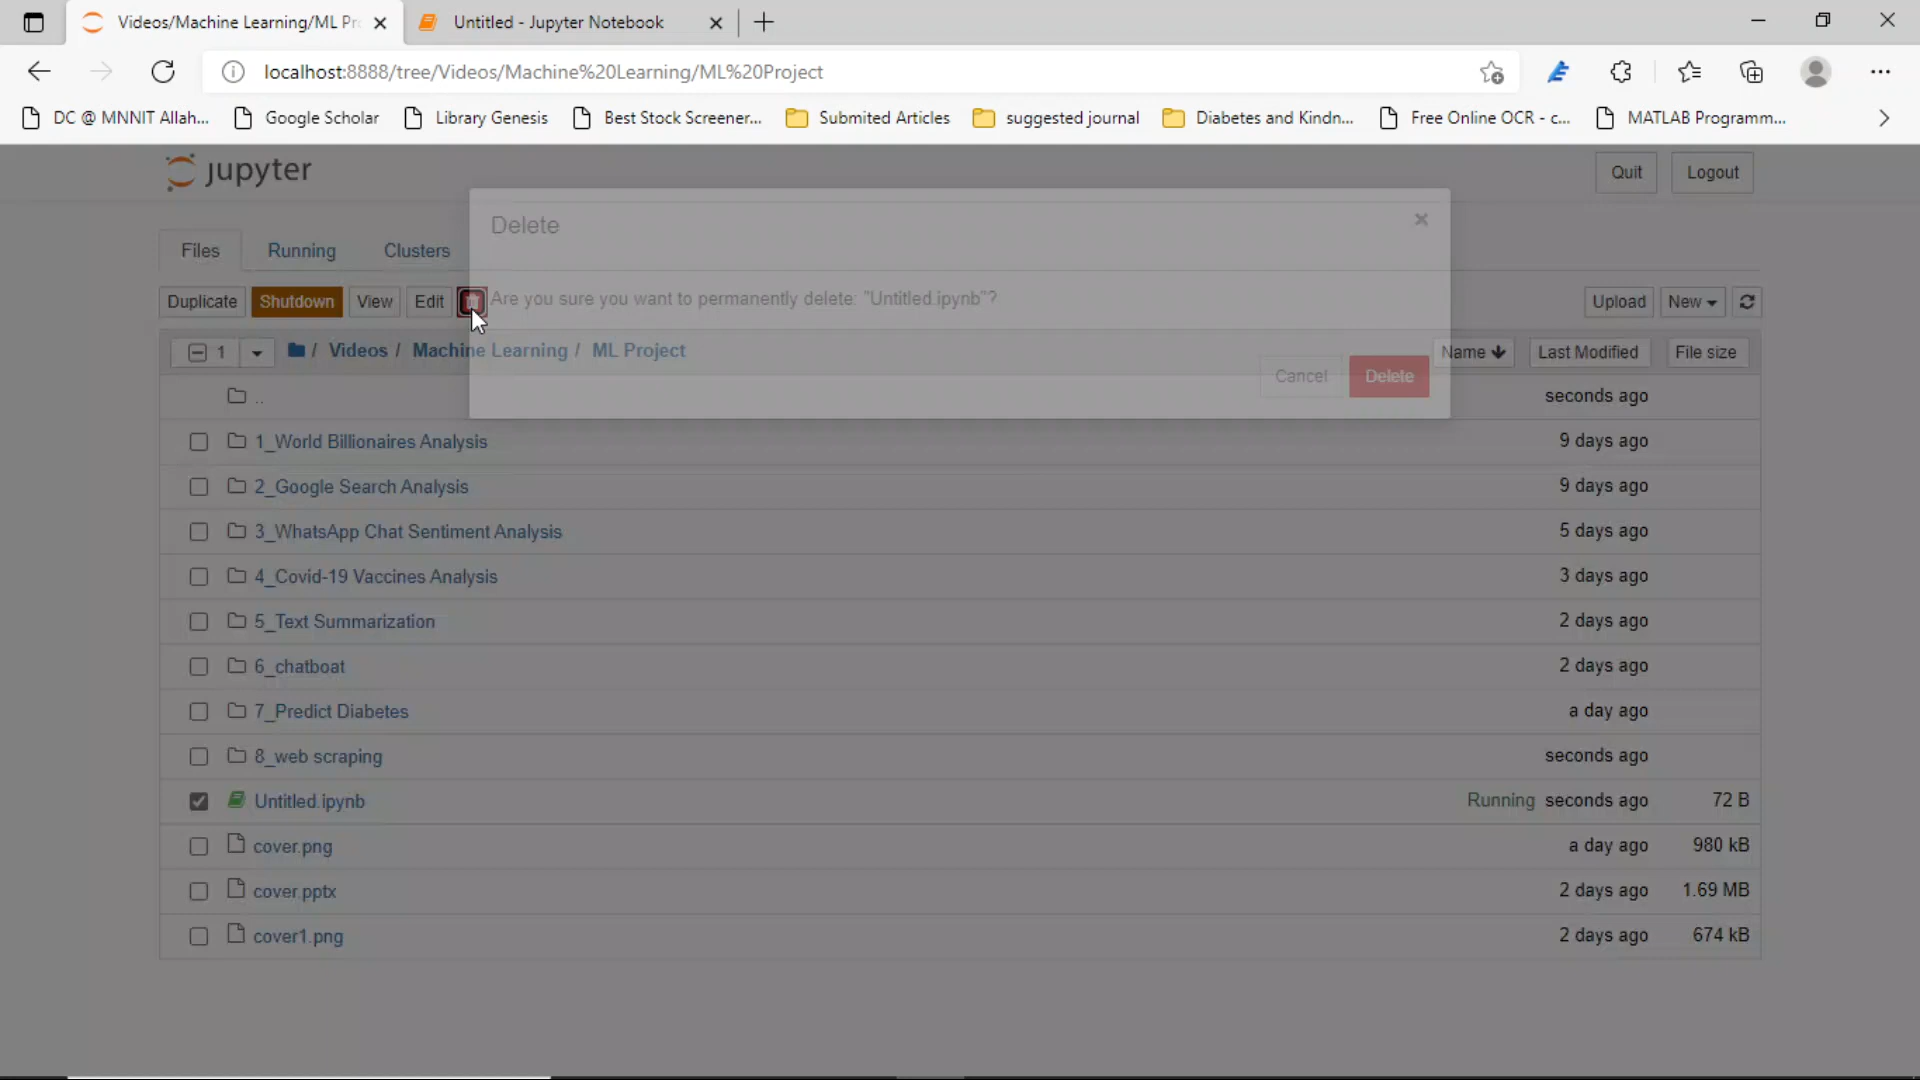 Videos/Machine Learning/ML Pr
Untitled - Jupyter Notebook
localhost:8888/tree/Videos/Machine%20Learning/ML%20Project
DC @ MNNIT Allah... Google Scholar Library Genesis Best Stock Screener... Submited Articles suggested journal Diabetes and Kindn... Free Online OCR - c... MATLAB Programm...
jupyter Quit Logout
Delete ×
Files Running Clusters
Duplicate Shutdown View Edit Upload New
Are you sure you want to permanently delete: "Untitled.ipynb"?
1 / Videos / Machine Learning / ML Project Name Last Modified File size
Cancel Delete
.. seconds ago
1_World Billionaires Analysis 9 days ago
2_Google Search Analysis 9 days ago
3_WhatsApp Chat Sentiment Analysis 5 days ago
4_Covid-19 Vaccines Analysis 3 days ago
5_Text Summarization 2 days ago
6_chatboat 2 days ago
7_Predict Diabetes a day ago
8_web scraping seconds ago
Untitled.ipynb Running seconds ago 72 B
cover.png a day ago 980 kB
cover.pptx 2 days ago 1.69 MB
cover1.png 2 days ago 674 kB